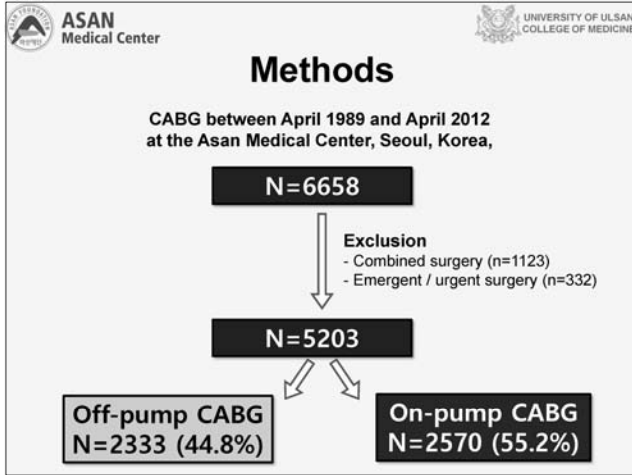 ASAN
Medical Center
UNIVERSITY OF ULSAN
COLLEGE OF MEDICINE
Methods
CABG between April 1989 and April 2012
at the Asan Medical Center, Seoul, Korea,
N=6658
Exclusion
- Combined surgery (n=1123)
- Emergent / urgent surgery (n=332)
N=5203
Off-pump CABG
N=2333 (44.8%)
On-pump CABG
N=2570 (55.2%)